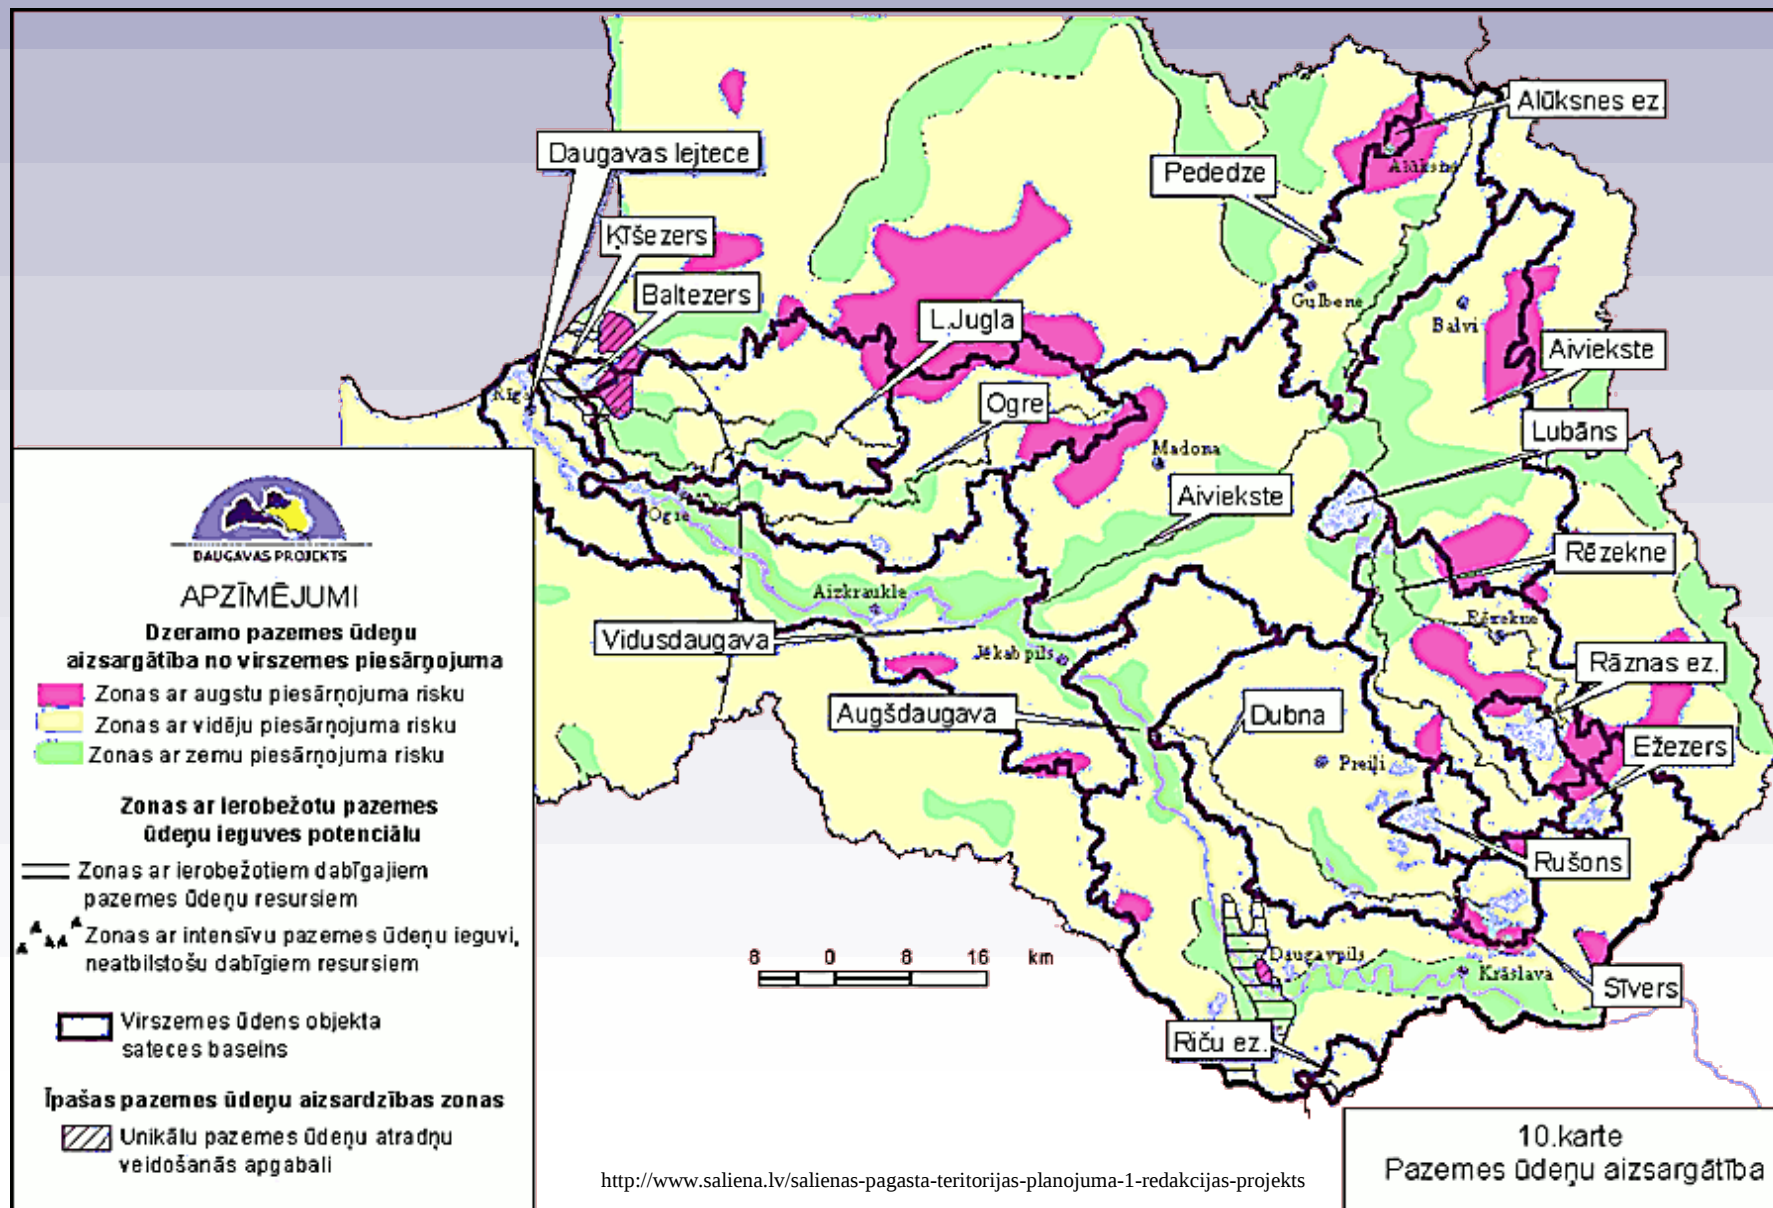 Alūksnes ez.
Daugavas lejtece
Pededze
Alūksne
Ķīšezers
Baltezers
Gulbene
L.Jugla
Balvi
Aiviekste
Rīga
Ogre
Lubāns
Madona
Aiviekste
Ogre
Rēzekne
Aizkraukle
Rēzekne
Vidusdaugava
Jēkabpils
Rāznas ez.
Augšdaugava
Dubna
Ežezers
Preiļi
Rušons
Daugavpils
Krāslava
Sīvers
Riču ez.
8 0 8 16 km
DAUGAVAS PROJEKTS
APZĪMĒJUMI
Dzeramo pazemes ūdeņu
aizsargātība no virszemes piesārņojuma
Zonas ar augstu piesārņojuma risku
Zonas ar vidēju piesārņojuma risku
Zonas ar zemu piesārņojuma risku
Zonas ar ierobežotu pazemes
ūdeņu ieguves potenciālu
Zonas ar ierobežotiem dabīgajiem
pazemes ūdeņu resursiem
Zonas ar intensīvu pazemes ūdeņu ieguvi,
neatbilstošu dabīgiem resursiem
Virszemes ūdens objekta
sateces baseins
Īpašas pazemes ūdeņu aizsardzības zonas
Unikālu pazemes ūdeņu atradņu
veidošanās apgabali
http://www.saliena.lv/salienas-pagasta-teritorijas-planojuma-1-redakcijas-projekts
10.karte
Pazemes ūdeņu aizsargātība